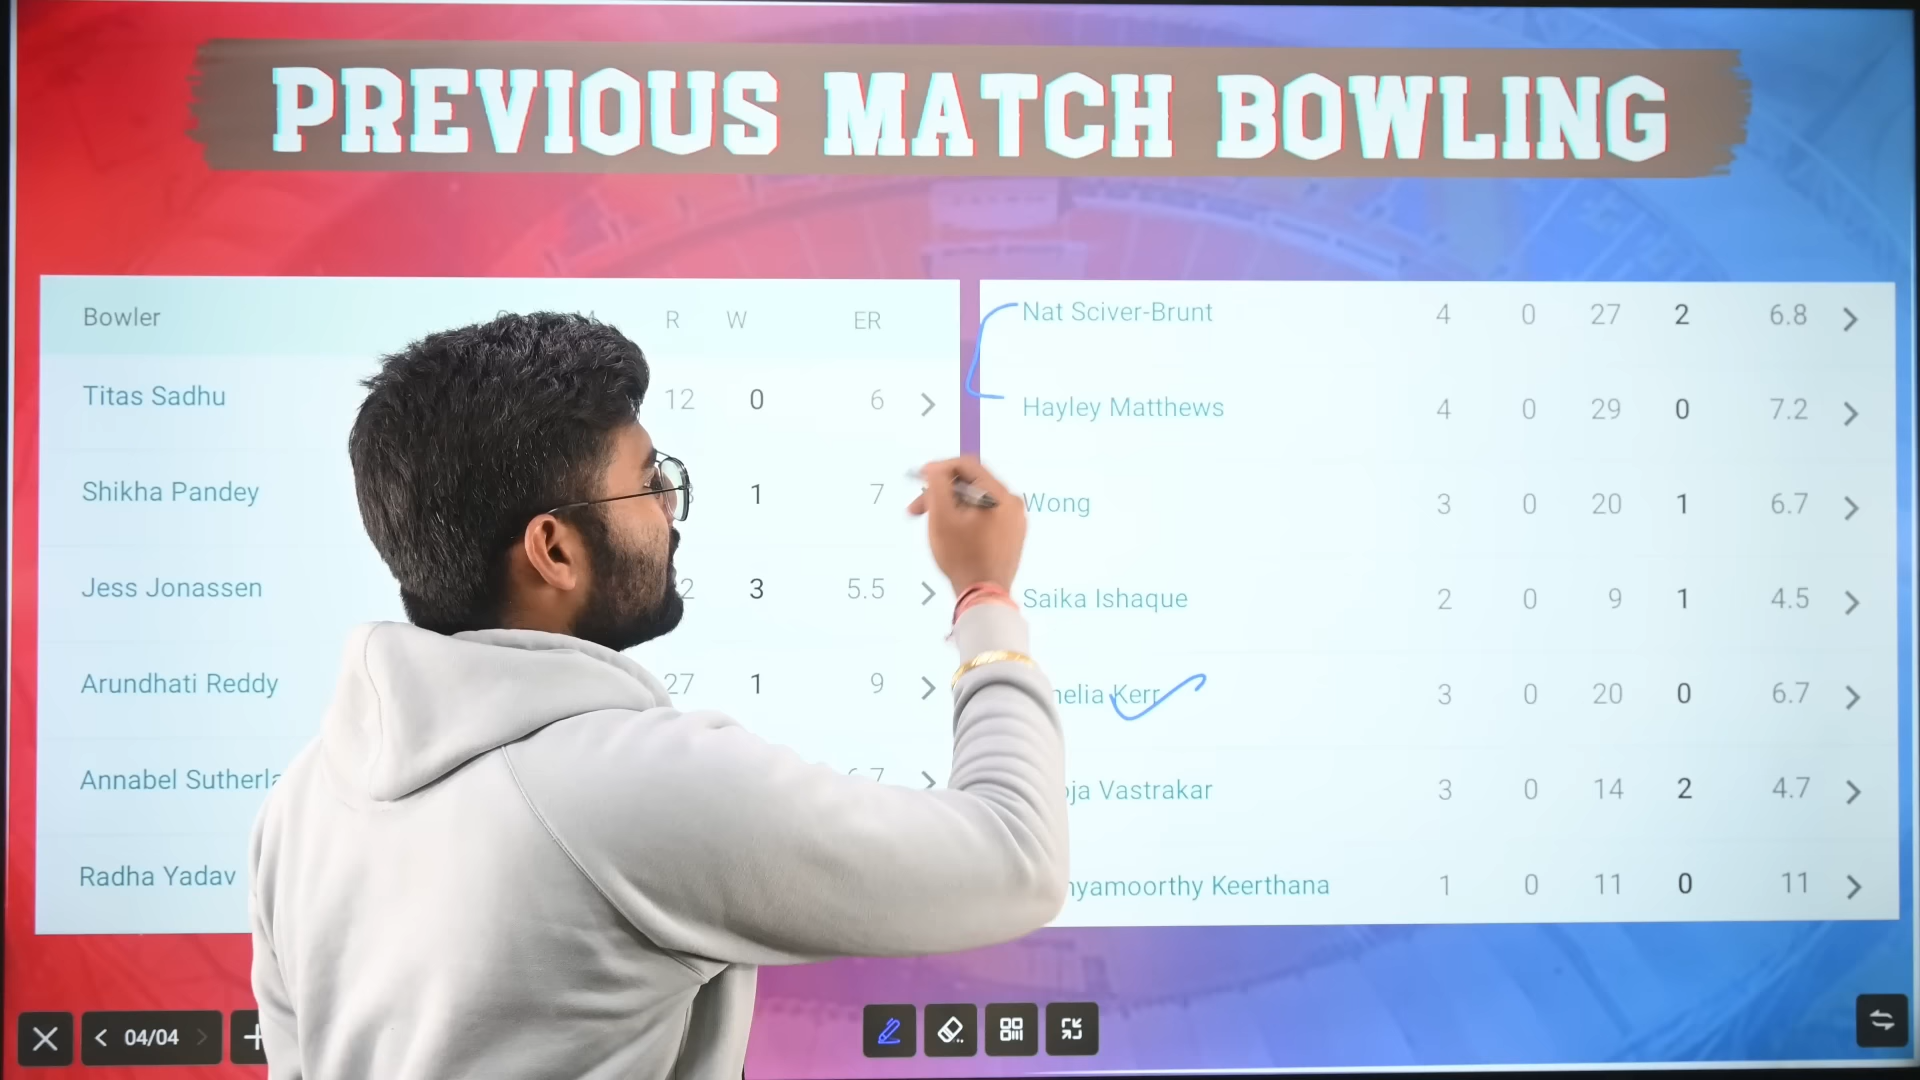 PREVIOUS MATCH BOWLING
Bowler R W ER
Titas Sadhu 12 0 6
Shikha Pandey 1 7
Jess Jonassen 3 5.5
Arundhati Reddy 27 1 9
Annabel
Radha Yadav
Nat Sciver-Brunt 4 0 27 2 6.8
Hayley Matthews 4 0 29 0 7.2
Wong 3 0 20 1 6.7
Saika Ishaque 2 0 9 1 4.5
Kerr 3 0 20 0 6.7
Vastrakar 3 0 14 2 4.7
Keerthana 1 0 11 0 11
04/04